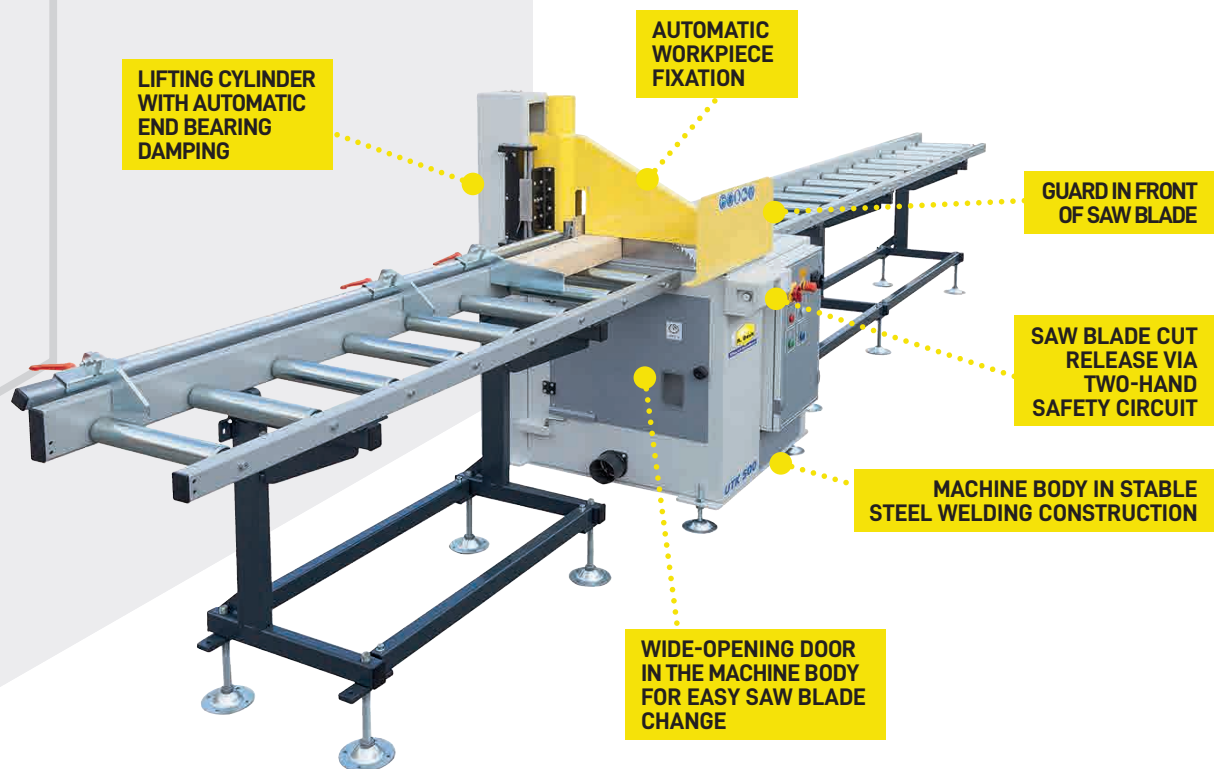 AUTOMATIC
WORKPIECE
FIXATION
LIFTING CYLINDER
WITH AUTOMATIC
END BEARING
DAMPING
GUARD IN FRONT
OF SAW BLADE
SAW BLADE CUT
RELEASE VIA
TWO-HAND
SAFETY CIRCUIT
MACHINE BODY IN STABLE
STEEL WELDING CONSTRUCTION
UTK 500
WIDE-OPENING DOOR
IN THE MACHINE BODY
FOR EASY SAW BLADE
CHANGE